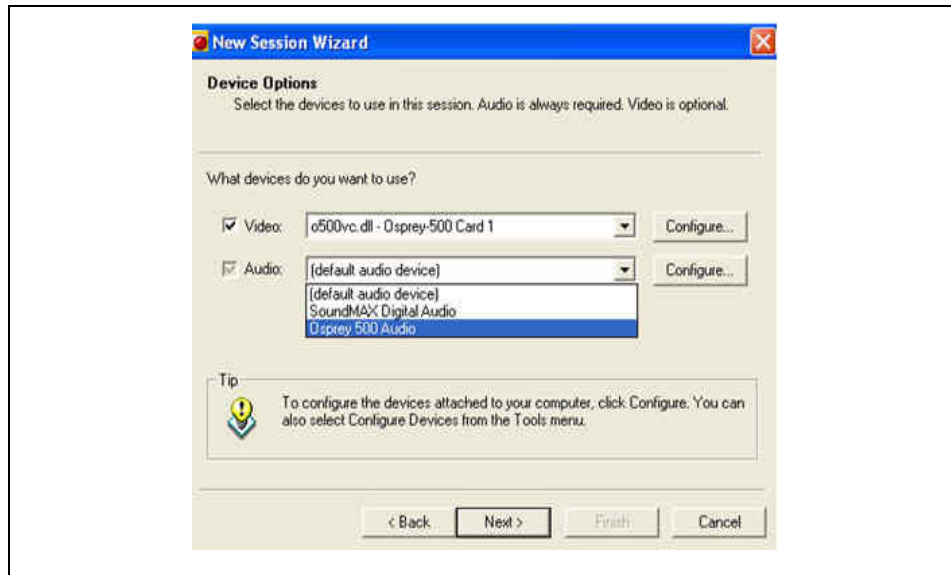 New Session Wizard
Device Options
Select the devices to use in this session. Audio is always required. Video is optional.
What devices do you want to use?
Video: o500vc.dll - Osprey-500 Card 1 Configure...
Audio: (default audio device) Configure...
(default audio device)
SoundMAX Digital Audio
Osprey 500 Audio
Tip
To configure the devices attached to your computer, click Configure. You can
also select Configure Devices from the Tools menu.
< Back Next > Finish Cancel